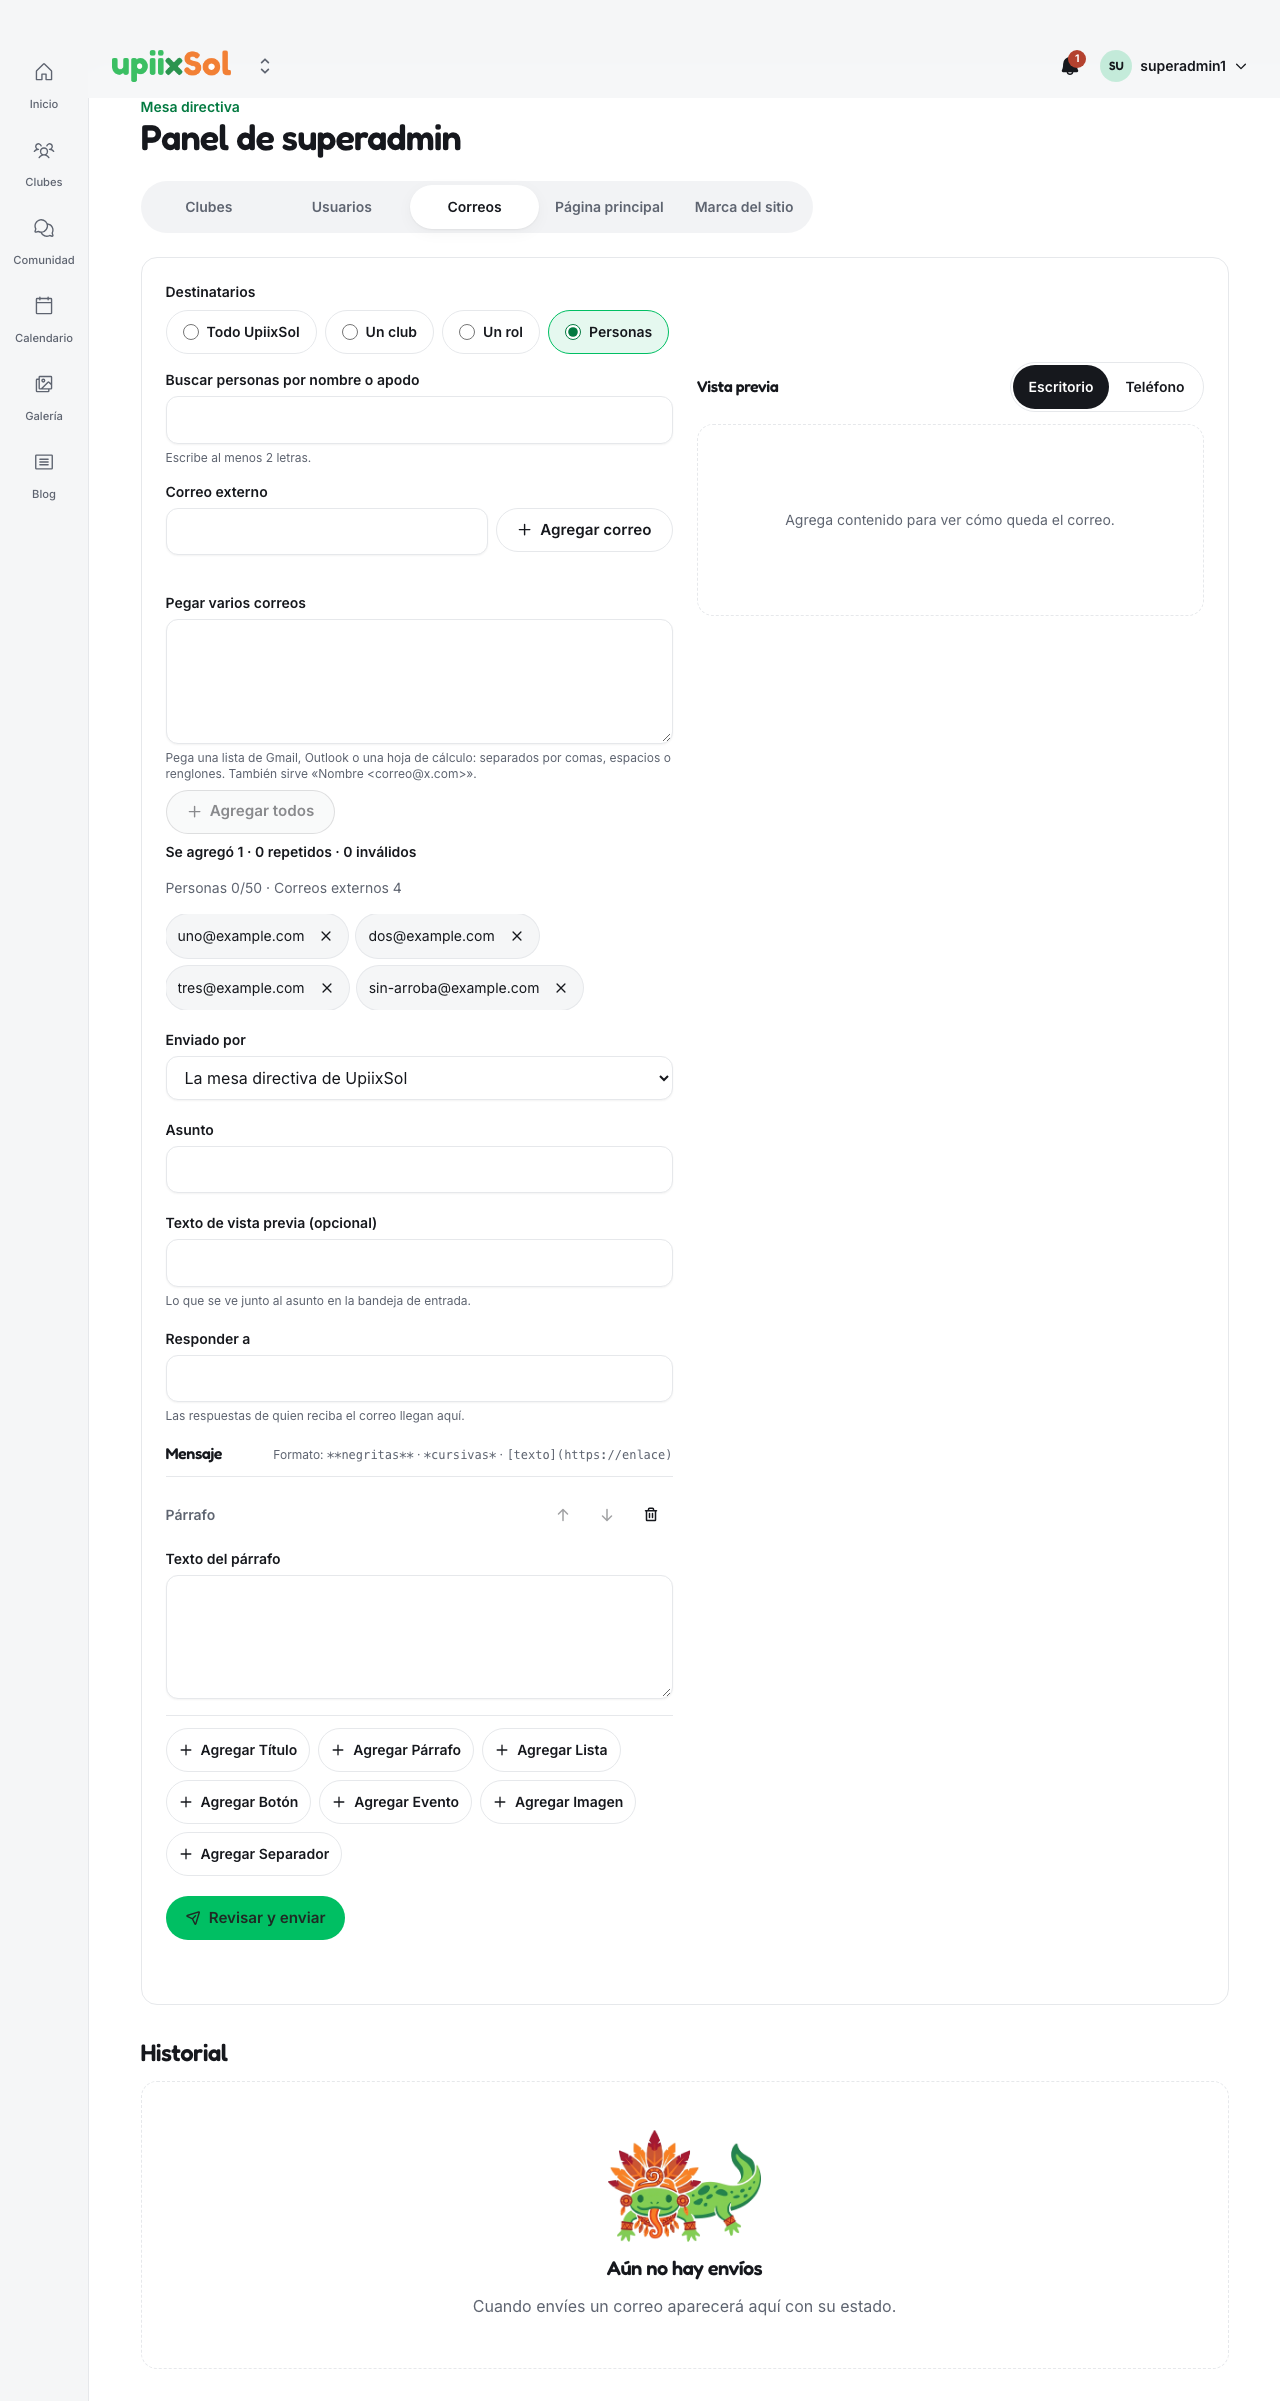 upiixSol
1
SU
superadmin1
Inicio
Clubes
Comunidad
Calendario
Galería
Blog
Mesa directiva
Panel de superadmin
Clubes
Usuarios
Correos
Página principal
Marca del sitio
Destinatarios
Todo UpiixSol
Un club
Un rol
Personas
Buscar personas por nombre o apodo
Escribe al menos 2 letras.
Correo externo
Agregar correo
Pegar varios correos
Pega una lista de Gmail, Outlook o una hoja de cálculo: separados por comas, espacios o
renglones. También sirve «Nombre <correo@x.com>».
Agregar todos
Se agregó 1 · 0 repetidos · 0 inválidos
Personas 0/50 · Correos externos 4
uno@example.com
dos@example.com
tres@example.com
sin-arroba@example.com
Enviado por
La mesa directiva de UpiixSol
Asunto
Texto de vista previa (opcional)
Lo que se ve junto al asunto en la bandeja de entrada.
Responder a
Las respuestas de quien reciba el correo llegan aquí.
Mensaje
Formato: **negritas** · *cursivas* · [texto](https://enlace)
Párrafo
Texto del párrafo
Agregar Título
Agregar Párrafo
Agregar Lista
Agregar Botón
Agregar Evento
Agregar Imagen
Agregar Separador
Revisar y enviar
Vista previa
Escritorio
Teléfono
Agrega contenido para ver cómo queda el correo.
Historial
Aún no hay envíos
Cuando envíes un correo aparecerá aquí con su estado.